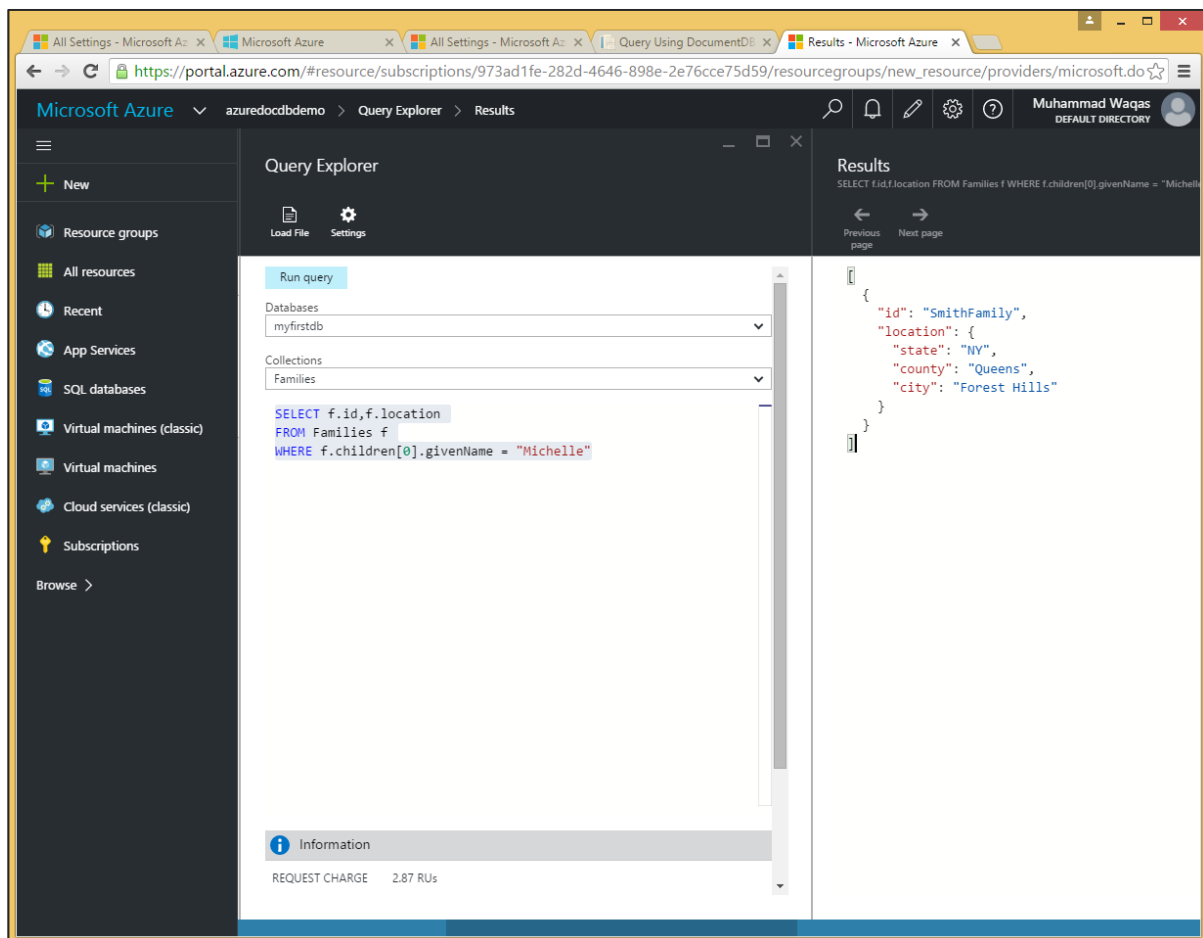 All Settings - Microsoft Az
Microsoft Azure
All Settings - Microsoft Az
Query Using DocumentDB
Results - Microsoft Azure
https://portal.azure.com/#resource/subscriptions/973ad1fe-282d-4646-898e-2e76cce75d59/resourcegroups/new_resource/providers/microsoft.do
Microsoft Azure azuredocdbdemo > Query Explorer > Results
Muhammad Waqas
DEFAULT DIRECTORY
New
Resource groups
All resources
Recent
App Services
SQL databases
Virtual machines (classic)
Virtual machines
Cloud services (classic)
Subscriptions
Browse >
Query Explorer
Load File
Settings
Run query
Databases
myfirstdb
Collections
Families
SELECT f.id,f.location
FROM Families f
WHERE f.children[0].givenName = "Michelle"
Information
REQUEST CHARGE 2.87 RUs
Results
SELECT f.id,f.location FROM Families f WHERE f.children[0].givenName = "Michelle
Previous page
Next page
[
{
"id": "SmithFamily",
"location": {
"state": "NY",
"county": "Queens",
"city": "Forest Hills"
}
}
]